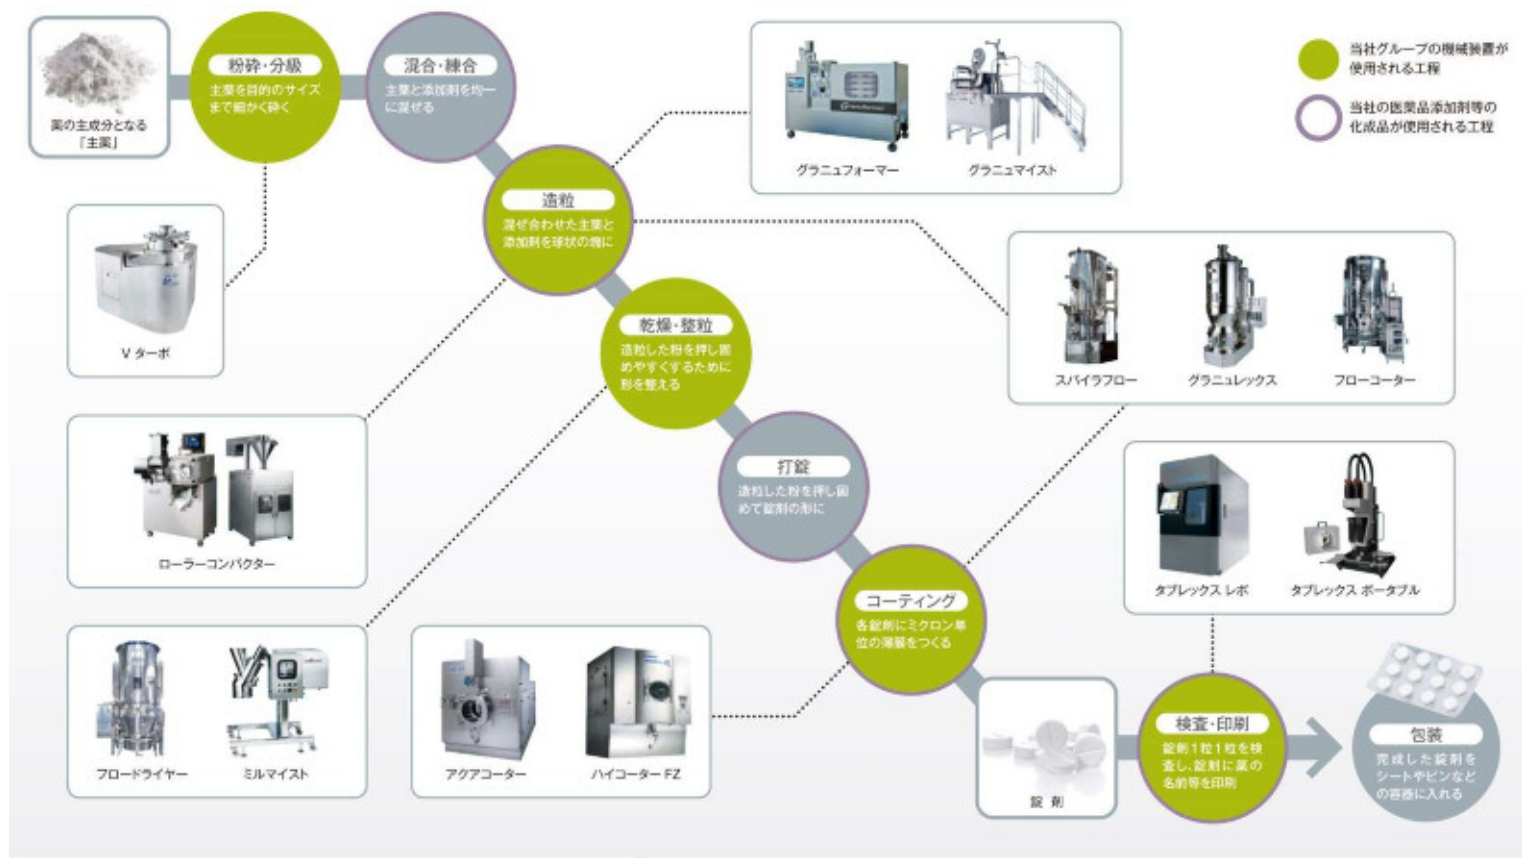 薬の主成分となる
「主薬」
粉砕・分級
主薬を目的のサイズ
まで細かく砕く
混合・練合
主薬と添加剤を均一
に混ぜる
造粒
混ぜ合わせた主薬と
添加剤を球状の塊に
乾燥・整粒
造粒した粉を押し固
めやすくするために
形を整える
打錠
造粒した粉を押し固
めて錠剤の形に
コーティング
各錠剤にミクロン単
位の薄膜をつくる
錠 剤
検査・印刷
錠剤1粒1粒を検
査し、錠剤に薬の
名前等を印刷
包装
完成した錠剤を
シートやビンなど
の容器に入れる
当社グループの機械装置が
使用される工程
当社の医薬品添加剤等の
化成品が使用される工程
グラニュフォーマー
グラニュマイスト
V ターボ
スパイラフロー
グラニュレックス
フローコーター
ローラーコンパクター
タブレックス レボ
タブレックス ポータブル
フロードライヤー
ミルマイスト
アクアコーター
ハイコーター FZ